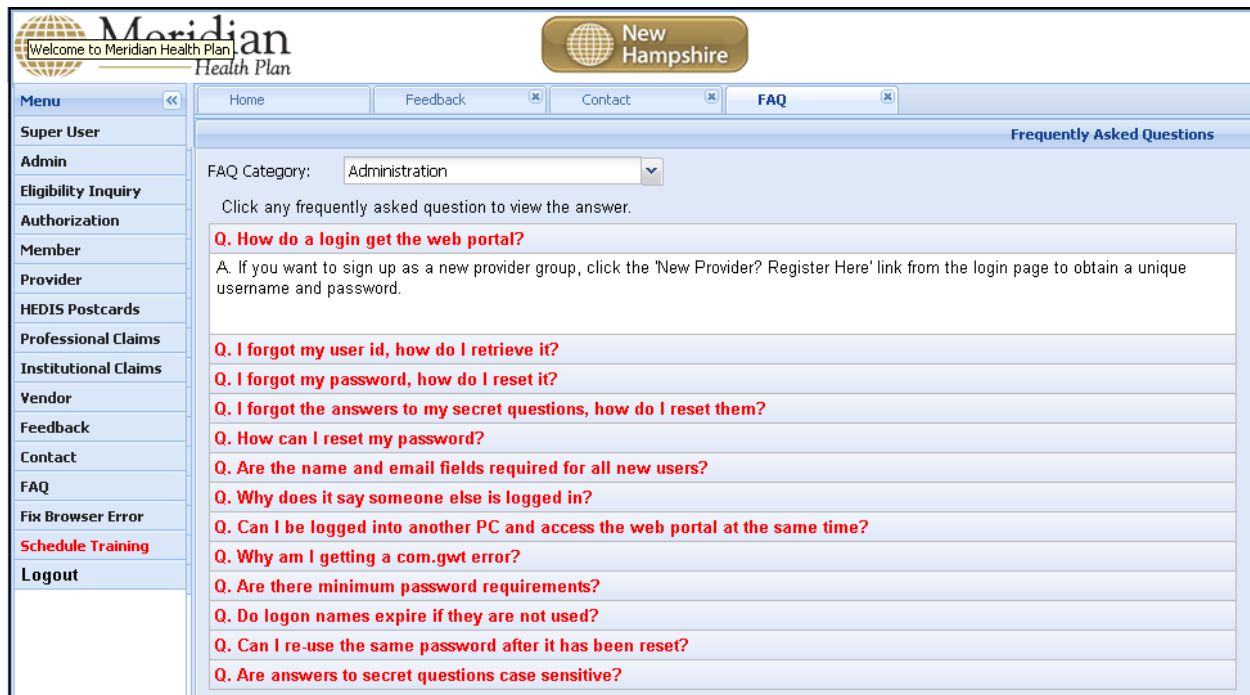 Meridian
Welcome to Meridian Health Plan
Health Plan
New
Hampshire
Menu
Home
Feedback
Contact
FAQ
Super User
Frequently Asked Questions
Admin
Eligibility Inquiry
Authorization
Member
Provider
HEDIS Postcards
Professional Claims
Institutional Claims
Vendor
Feedback
Contact
FAQ
Fix Browser Error
Schedule Training
Logout
FAQ Category: Administration
Click any frequently asked question to view the answer.
Q. How do a login get the web portal?
A. If you want to sign up as a new provider group, click the 'New Provider? Register Here' link from the login page to obtain a unique
username and password.
Q. I forgot my user id, how do I retrieve it?
Q. I forgot my password, how do I reset it?
Q. I forgot the answers to my secret questions, how do I reset them?
Q. How can I reset my password?
Q. Are the name and email fields required for all new users?
Q. Why does it say someone else is logged in?
Q. Can I be logged into another PC and access the web portal at the same time?
Q. Why am I getting a com.gwt error?
Q. Are there minimum password requirements?
Q. Do logon names expire if they are not used?
Q. Can I re-use the same password after it has been reset?
Q. Are answers to secret questions case sensitive?